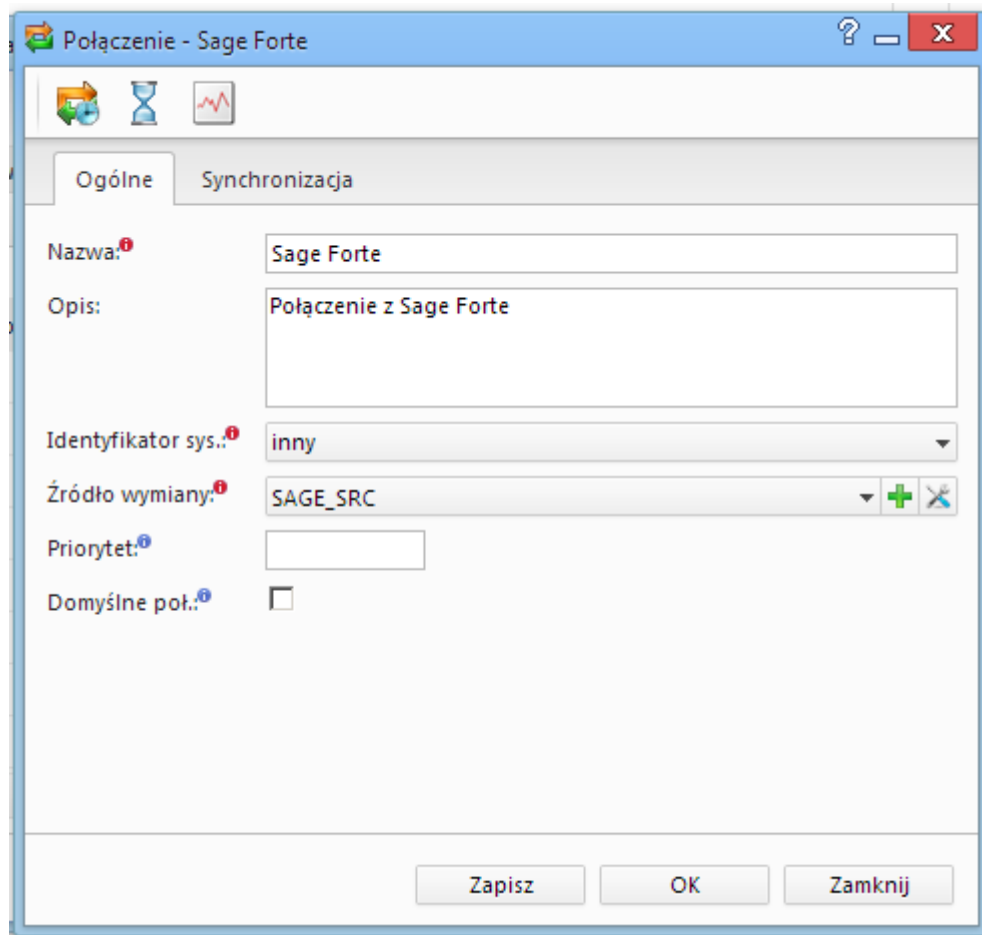 Połączenie - Sage Forte
Ogólne
Synchronizacja
Nazwa:
Sage Forte
Opis:
Połączenie z Sage Forte
Identyfikator sys.:
inny
Źródło wymiany:
SAGE_SRC
Priorytet:
Domyślne poł.:
Zapisz
OK
Zamknij